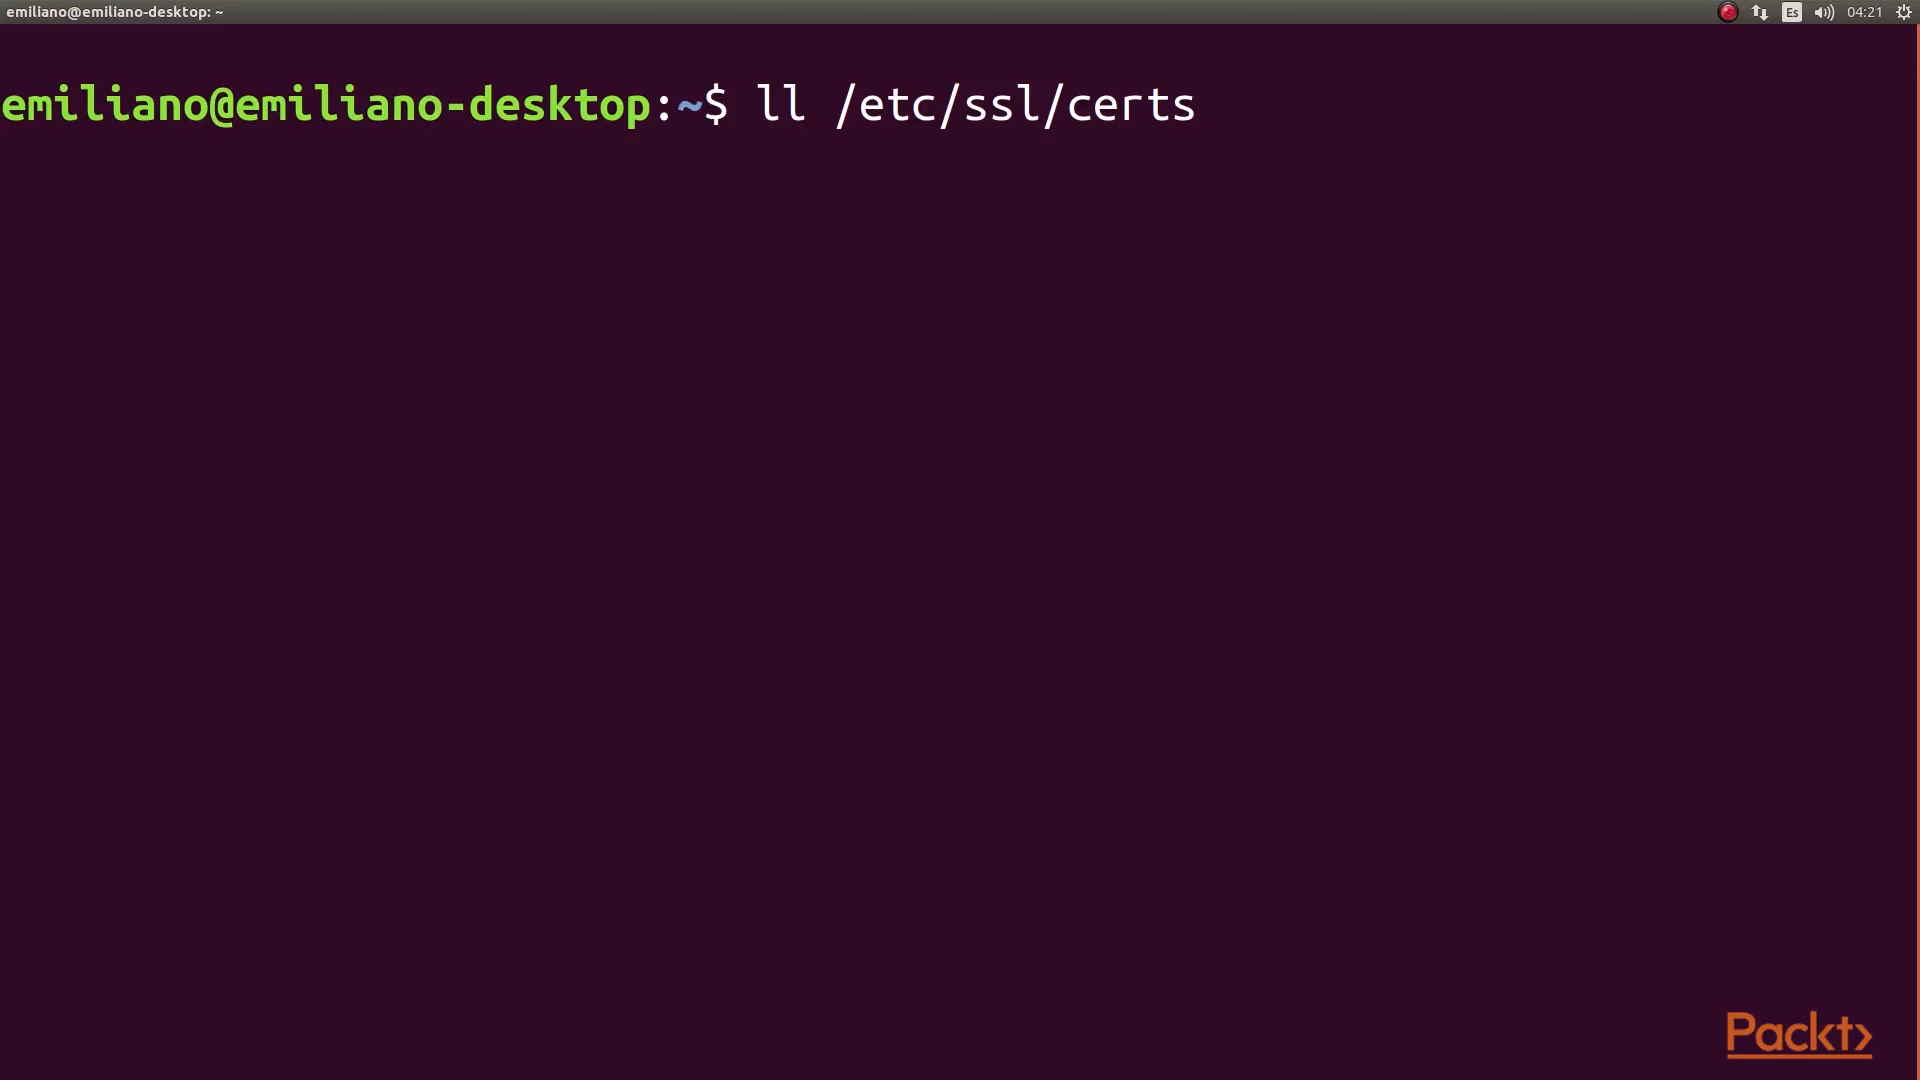 emiliano@emiliano-desktop: ~
Es
04:21
emiliano@emiliano-desktop:~$ ll /etc/ssl/certs
Packt>